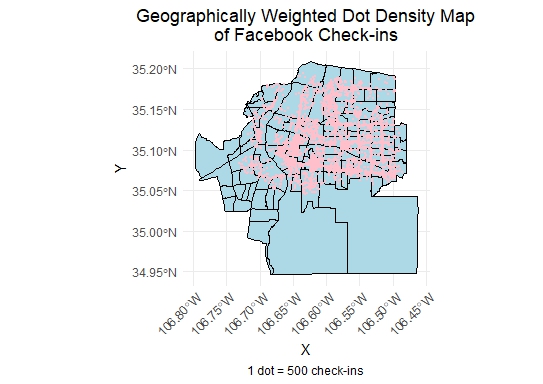 Geographically Weighted Dot Density Map
of Facebook Check-ins
35.20°N
35.15°N
35.10°N
35.05°N
35.00°N
34.95°N
Y
106.80°W
106.75°W
106.70°W
106.65°W
106.60°W
106.55°W
106.50°W
106.45°W
X
1 dot = 500 check-ins